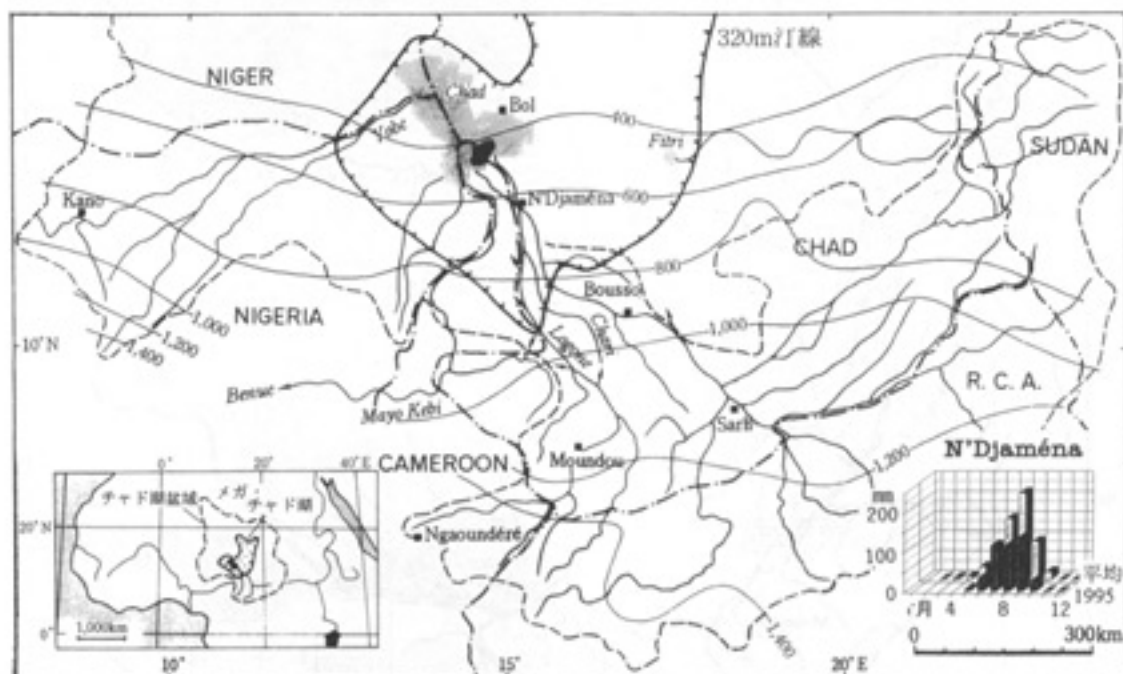 320m汀線
NIGER
Chad
Bol
Yobe
400
Fitri
SUDAN
Kano
N'Djaména
600
CHAD
800
NIGERIA
1,000
1,200
1,400
Logone
Chari
1,000
10°N
R. C. A.
Benue
Mayo Kebi
Sarh
CAMEROON
Moundou
1,200
Ngaoundéré
1,400
0°
20°
40°E
チャド湖盆域
メガ・
チャド湖
20°N
0°
1,000km
N'Djaména
mm
200
100
0
月 4 8 12
平均
1995
0 300km
10°
15°
20°E